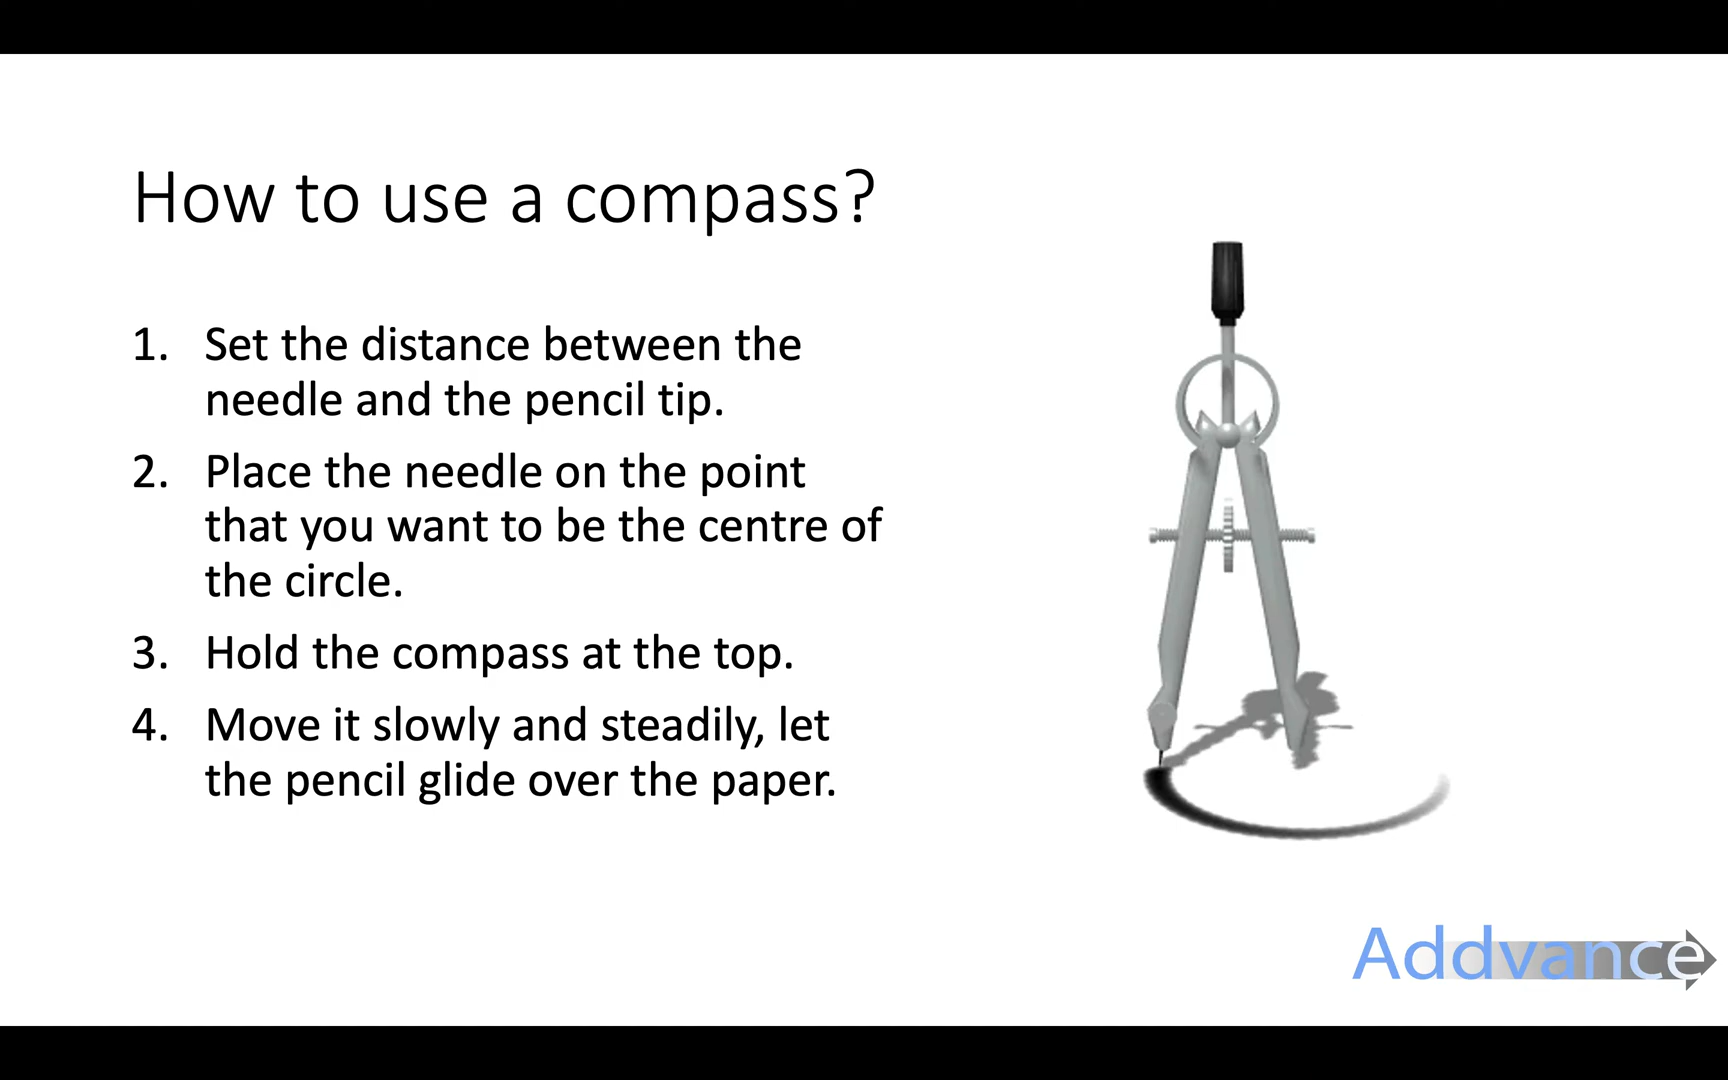 How to use a compass?
1. Set the distance between the
needle and the pencil tip.
2. Place the needle on the point
that you want to be the centre of
the circle.
3. Hold the compass at the top.
4. Move it slowly and steadily, let
the pencil glide over the paper.
Addvance